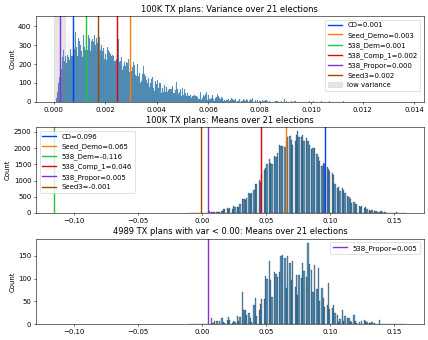 100K TX plans: Variance over 21 elections
Count
400
300
200
100
0
0.000
0.002
0.004
0.006
0.008
0.010
0.012
0.014
CD=0.001
Seed_Demo=0.003
538_Dem=0.001
538_Comp_1=0.002
538_Propor=0.000
Seed3=0.002
low variance
100K TX plans: Means over 21 elections
Count
2500
2000
1500
1000
500
0
−0.10
−0.05
0.00
0.05
0.10
0.15
CD=0.096
Seed_Demo=0.065
538_Dem=-0.116
538_Comp_1=0.046
538_Propor=0.005
Seed3=-0.001
4989 TX plans with var < 0.00: Means over 21 elections
Count
150
100
50
0
−0.10
−0.05
0.00
0.05
0.10
0.15
538_Propor=0.005